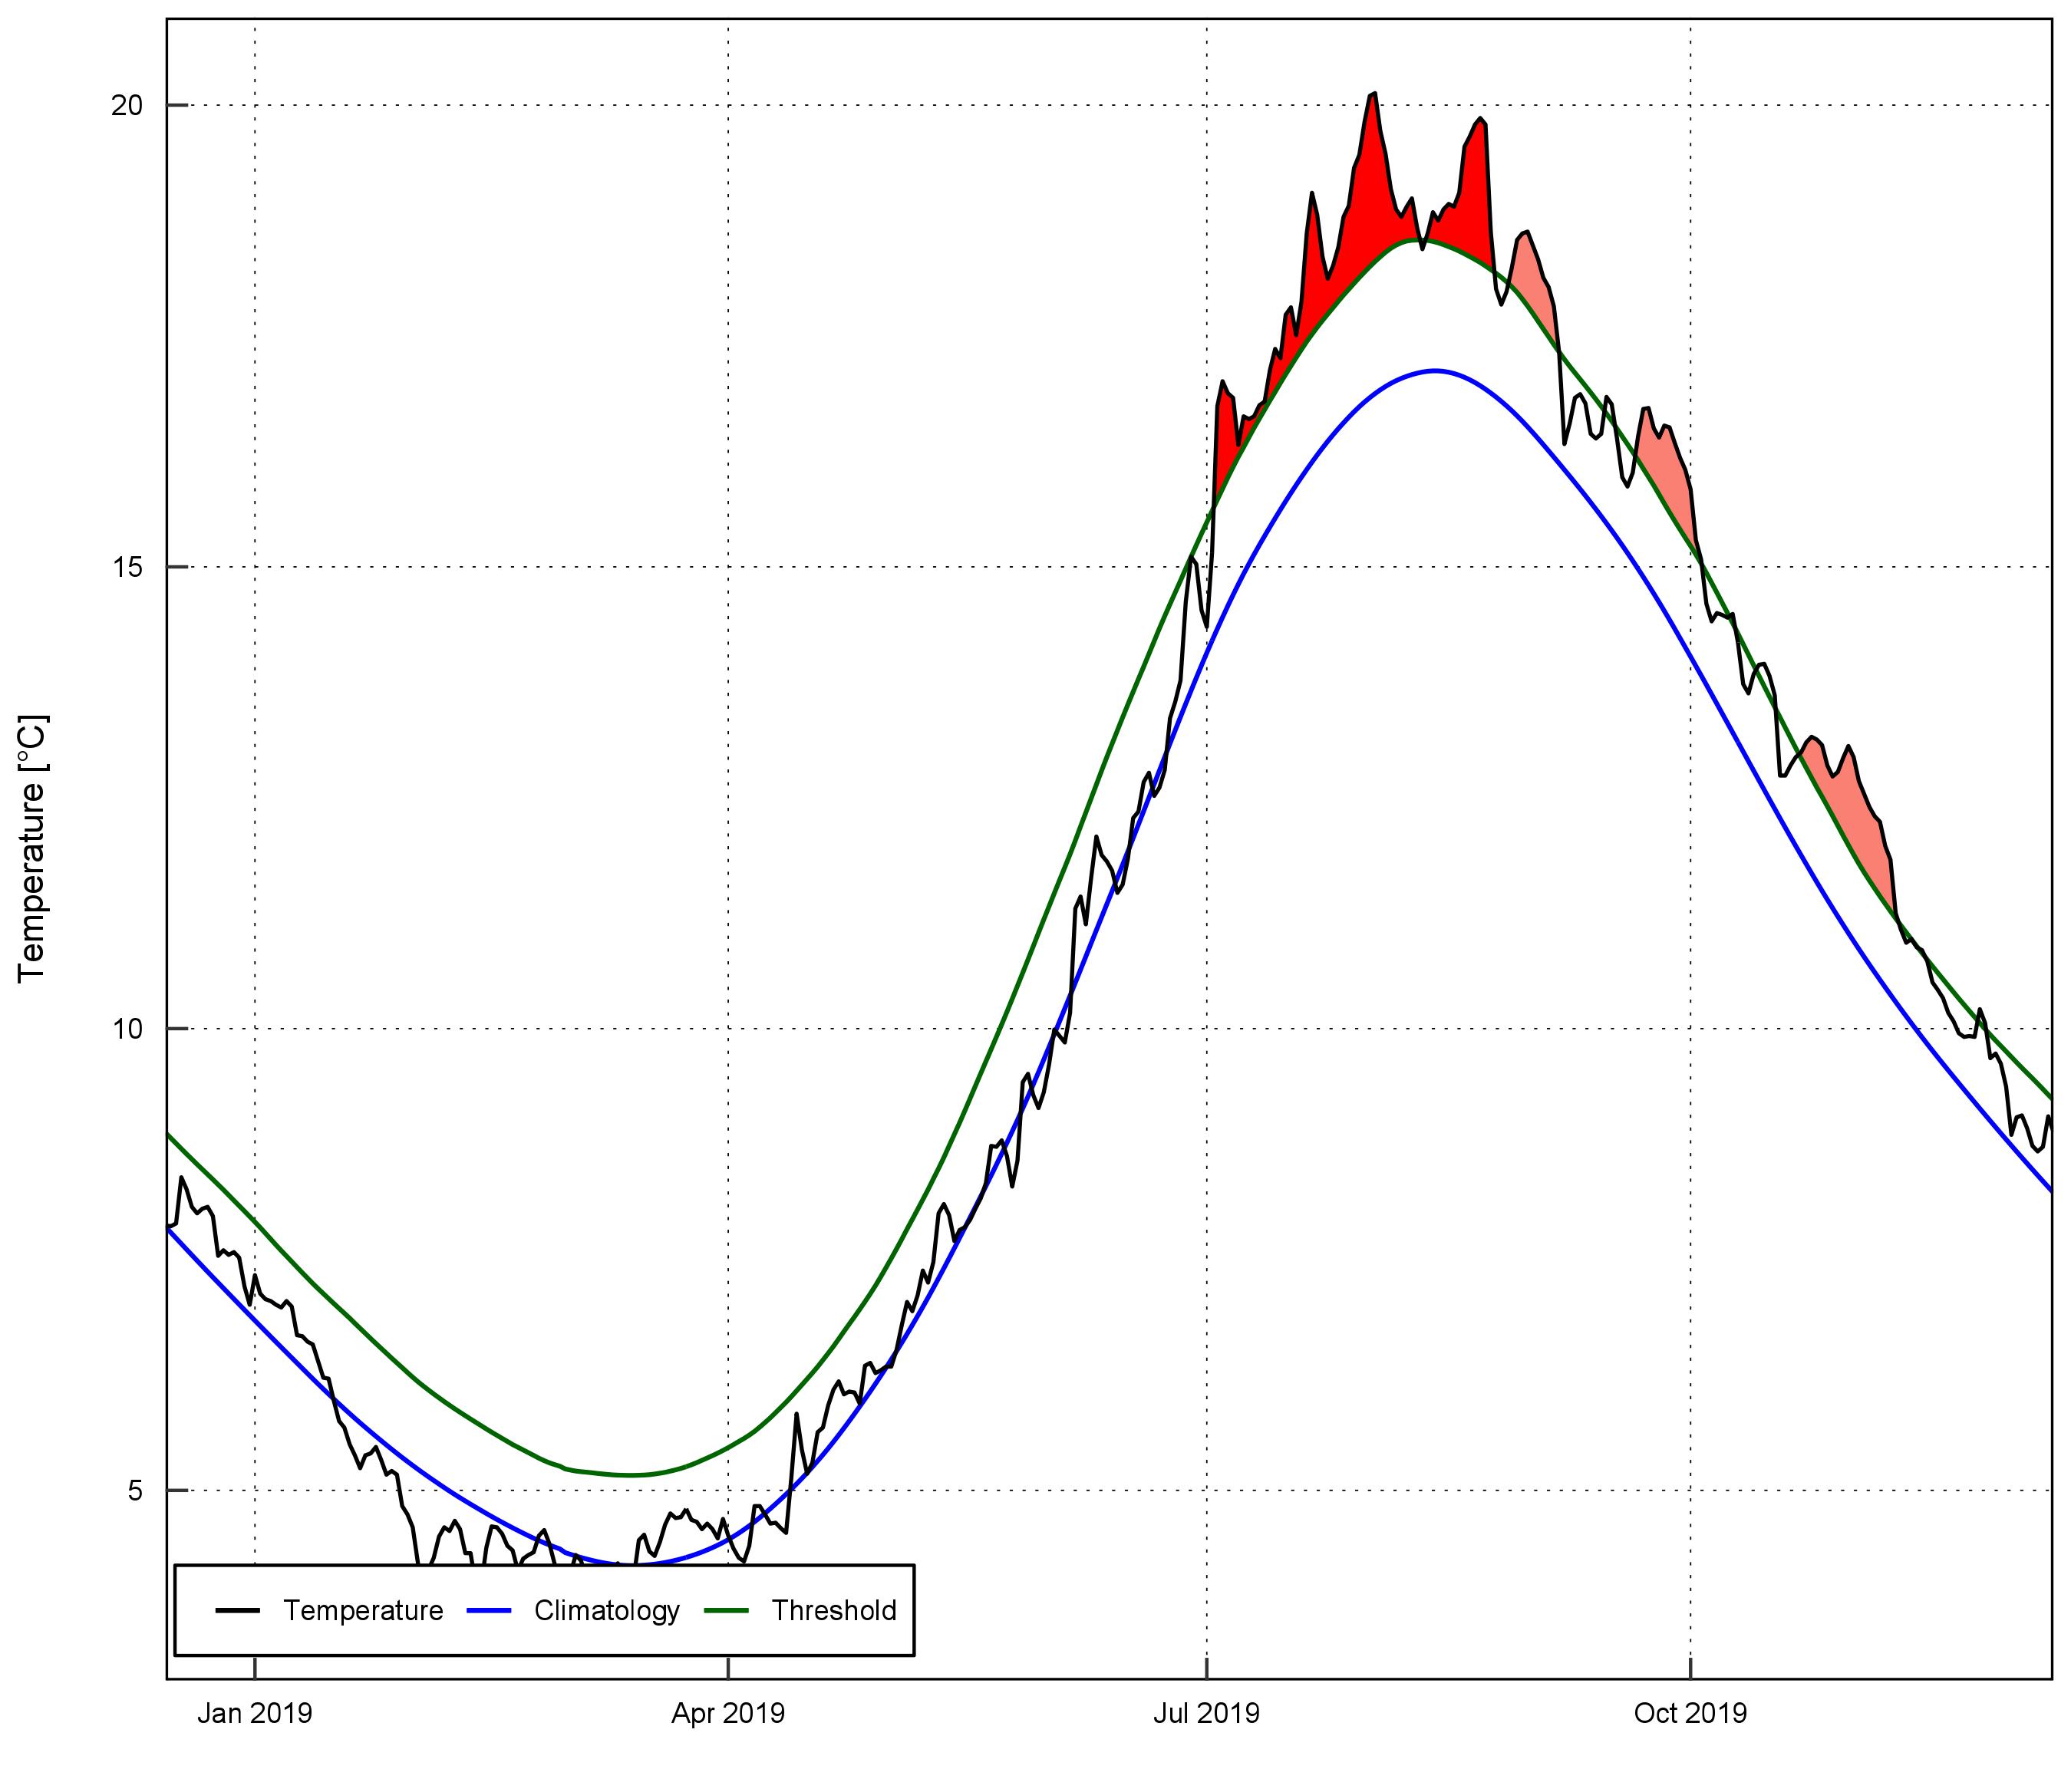 20
15
10
5
Temperature [°C]
Temperature Climatology Threshold
Jan 2019 Apr 2019 Jul 2019 Oct 2019